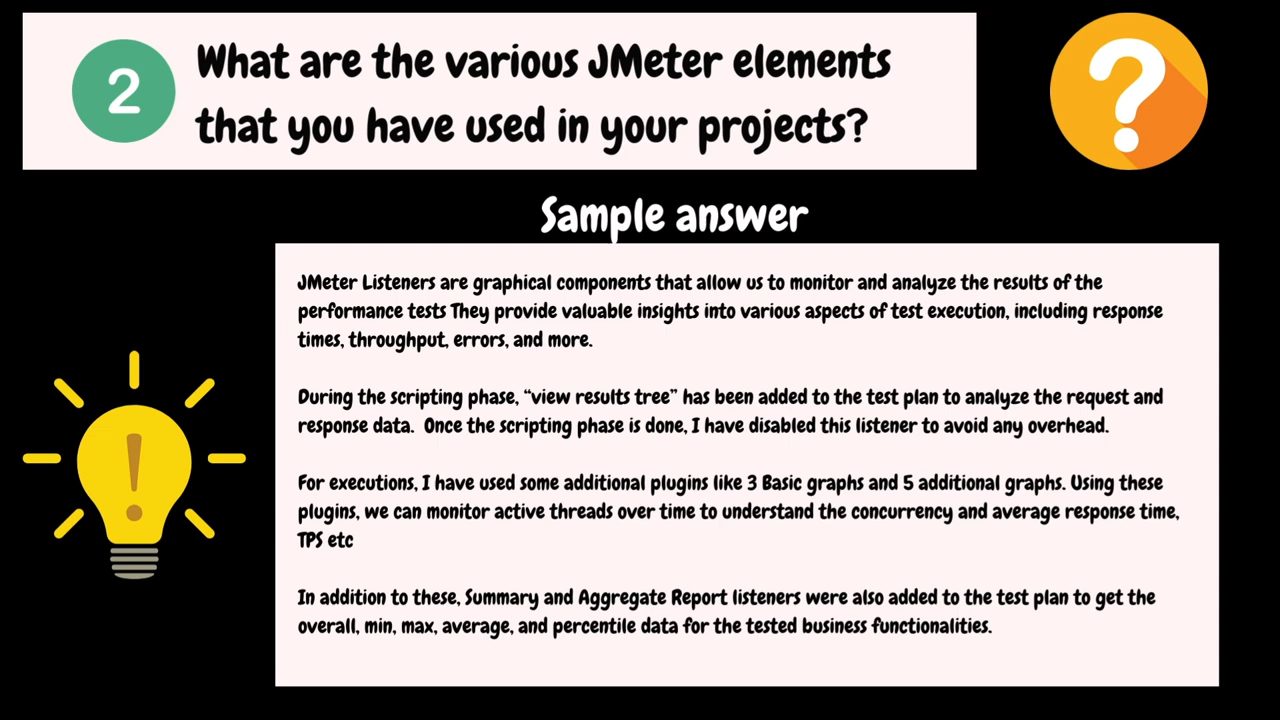 2
What are the various JMeter elements
that you have used in your projects?
?
Sample answer
JMeter Listeners are graphical components that allow us to monitor and analyze the results of the
performance tests They provide valuable insights into various aspects of test execution, including response
times, throughput, errors, and more.
During the scripting phase, “view results tree” has been added to the test plan to analyze the request and
response data.  Once the scripting phase is done, I have disabled this listener to avoid any overhead.
For executions, I have used some additional plugins like 3 Basic graphs and 5 additional graphs. Using these
plugins, we can monitor active threads over time to understand the concurrency and average response time,
TPS etc
In addition to these, Summary and Aggregate Report listeners were also added to the test plan to get the
overall, min, max, average, and percentile data for the tested business functionalities.